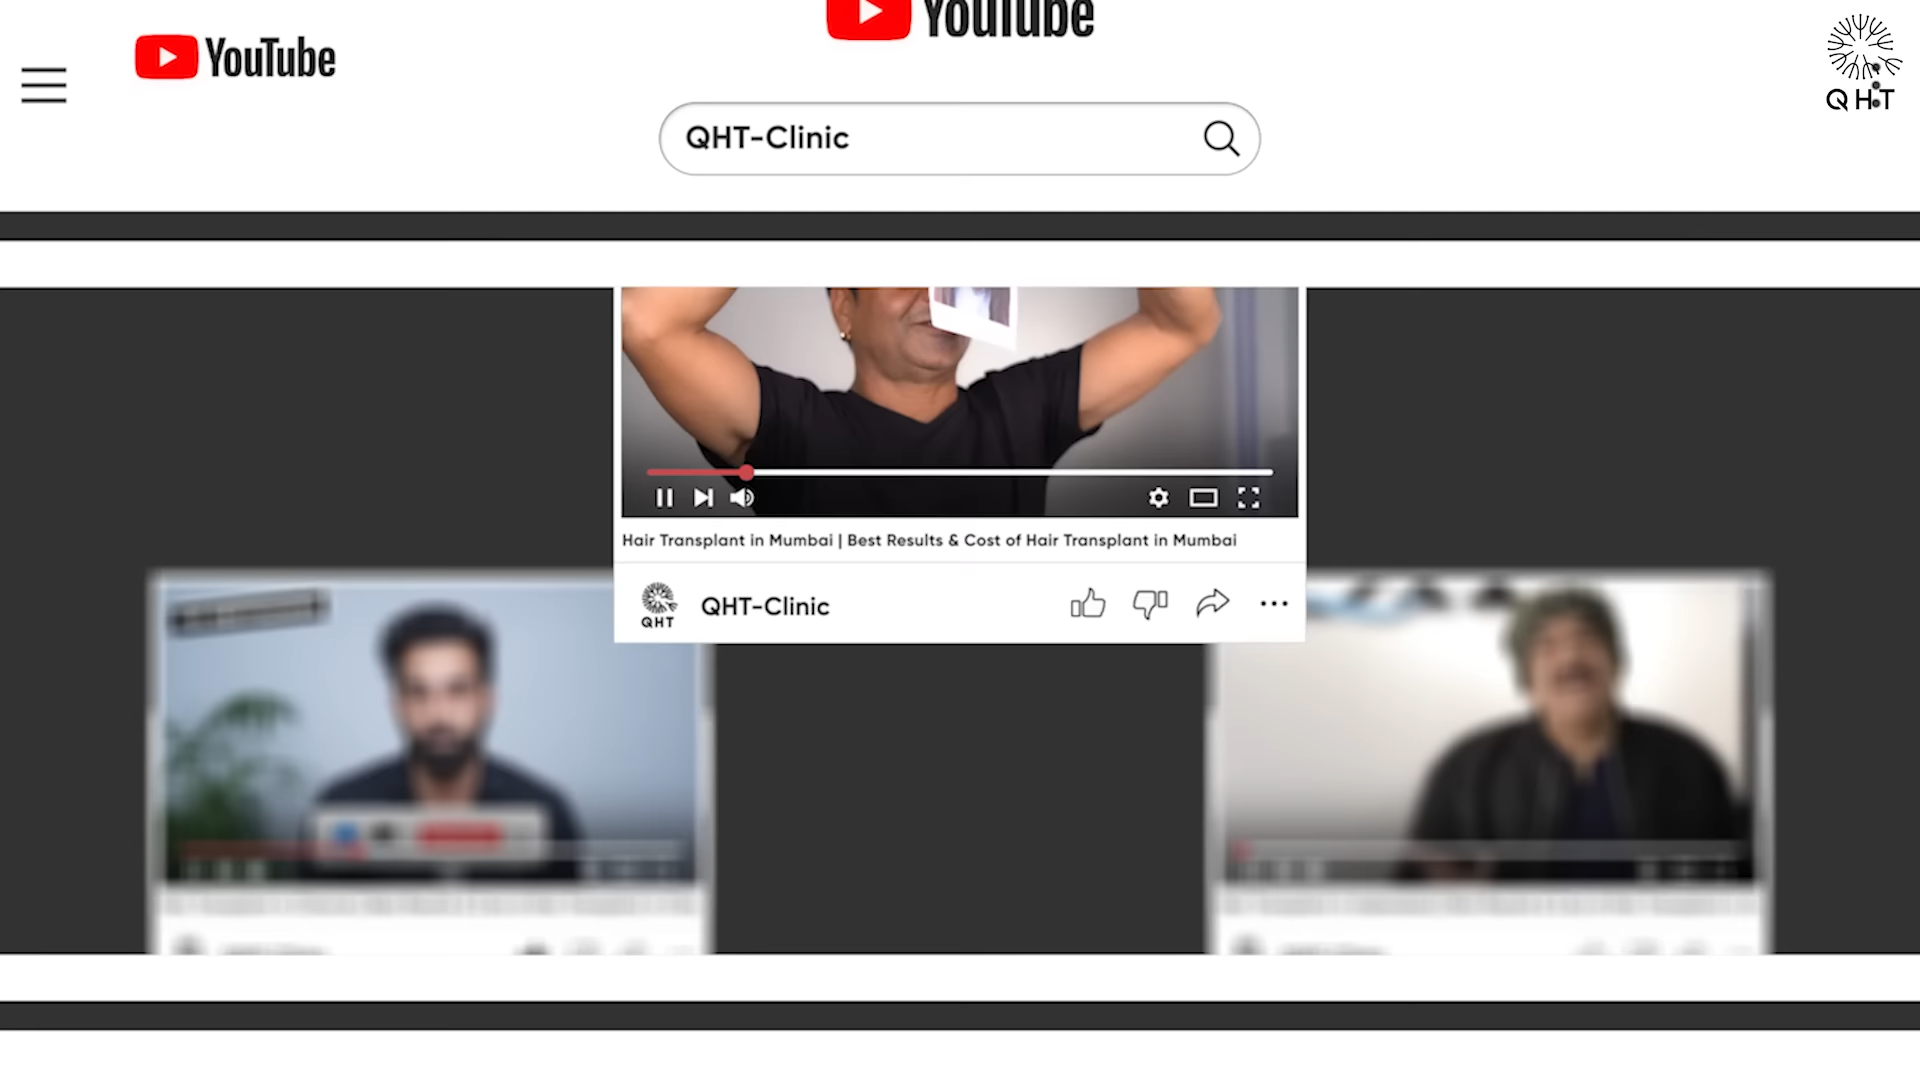 YouTube
YouTube
QHT
QHT-Clinic
Hair Transplant in Mumbai | Best Results & Cost of Hair Transplant in Mumbai
QHT
QHT-Clinic